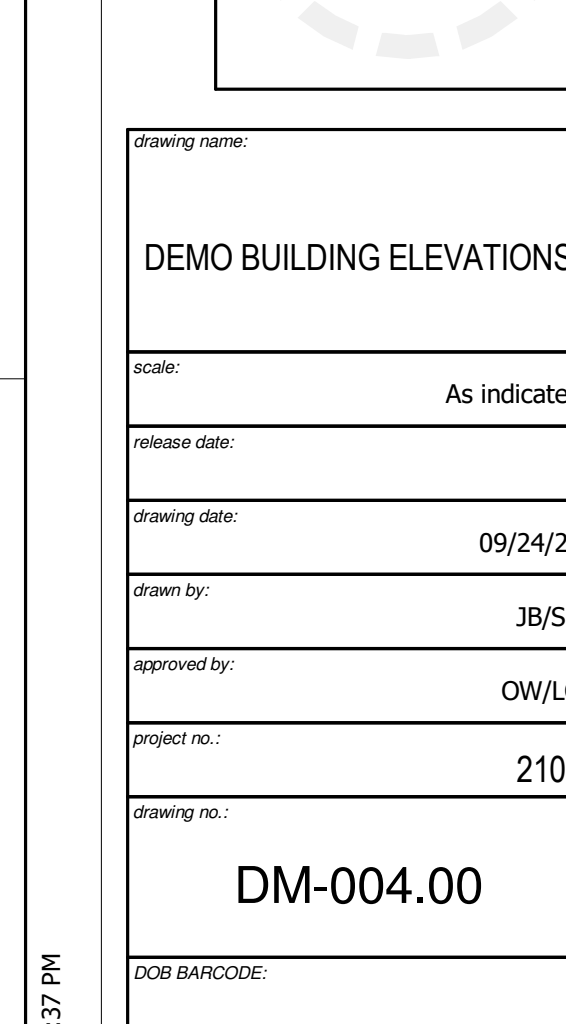 drawing name:
DEMO BUILDING ELEVATIONS
scale:
As indicate
release date:
drawing date:
09/24/2
drawn by:
JB/S
approved by:
OW/L
project no.:
210
drawing no.:
DM-004.00
DOB BARCODE:
:37 PM